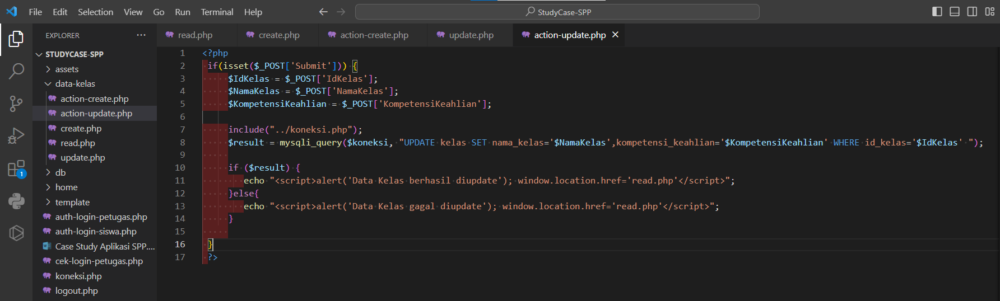 File Edit Selection View Go Run Terminal Help
StudyCase-SPP
EXPLORER ···
STUDYCASE-SPP
assets
data-kelas
action-create.php
action-update.php
create.php
read.php
update.php
db
home
template
auth-login-petugas.php
auth-login-siswa.php
Case Study Aplikasi SPP....
cek-login-petugas.php
koneksi.php
logout.php
1
read.php create.php action-create.php update.php action-update.php
1 <?php
2 if(isset($_POST['Submit'])) {
3 $IdKelas = $_POST['IdKelas'];
4 $NamaKelas = $_POST['NamaKelas'];
5 $KompetensiKeahlian = $_POST['KompetensiKeahlian'];
6
7 include("../koneksi.php");
8 $result = mysqli_query($koneksi, "UPDATE kelas SET nama_kelas='$NamaKelas',kompetensi_keahlian='$KompetensiKeahlian' WHERE id_kelas='$IdKelas' ");
9
10 if ($result) {
11 echo "<script>alert('Data Kelas berhasil diupdate'); window.location.href='read.php'</script>";
12 }else{
13 echo "<script>alert('Data Kelas gagal diupdate'); window.location.href='read.php'</script>";
14 }
15
16 }
17 ?>